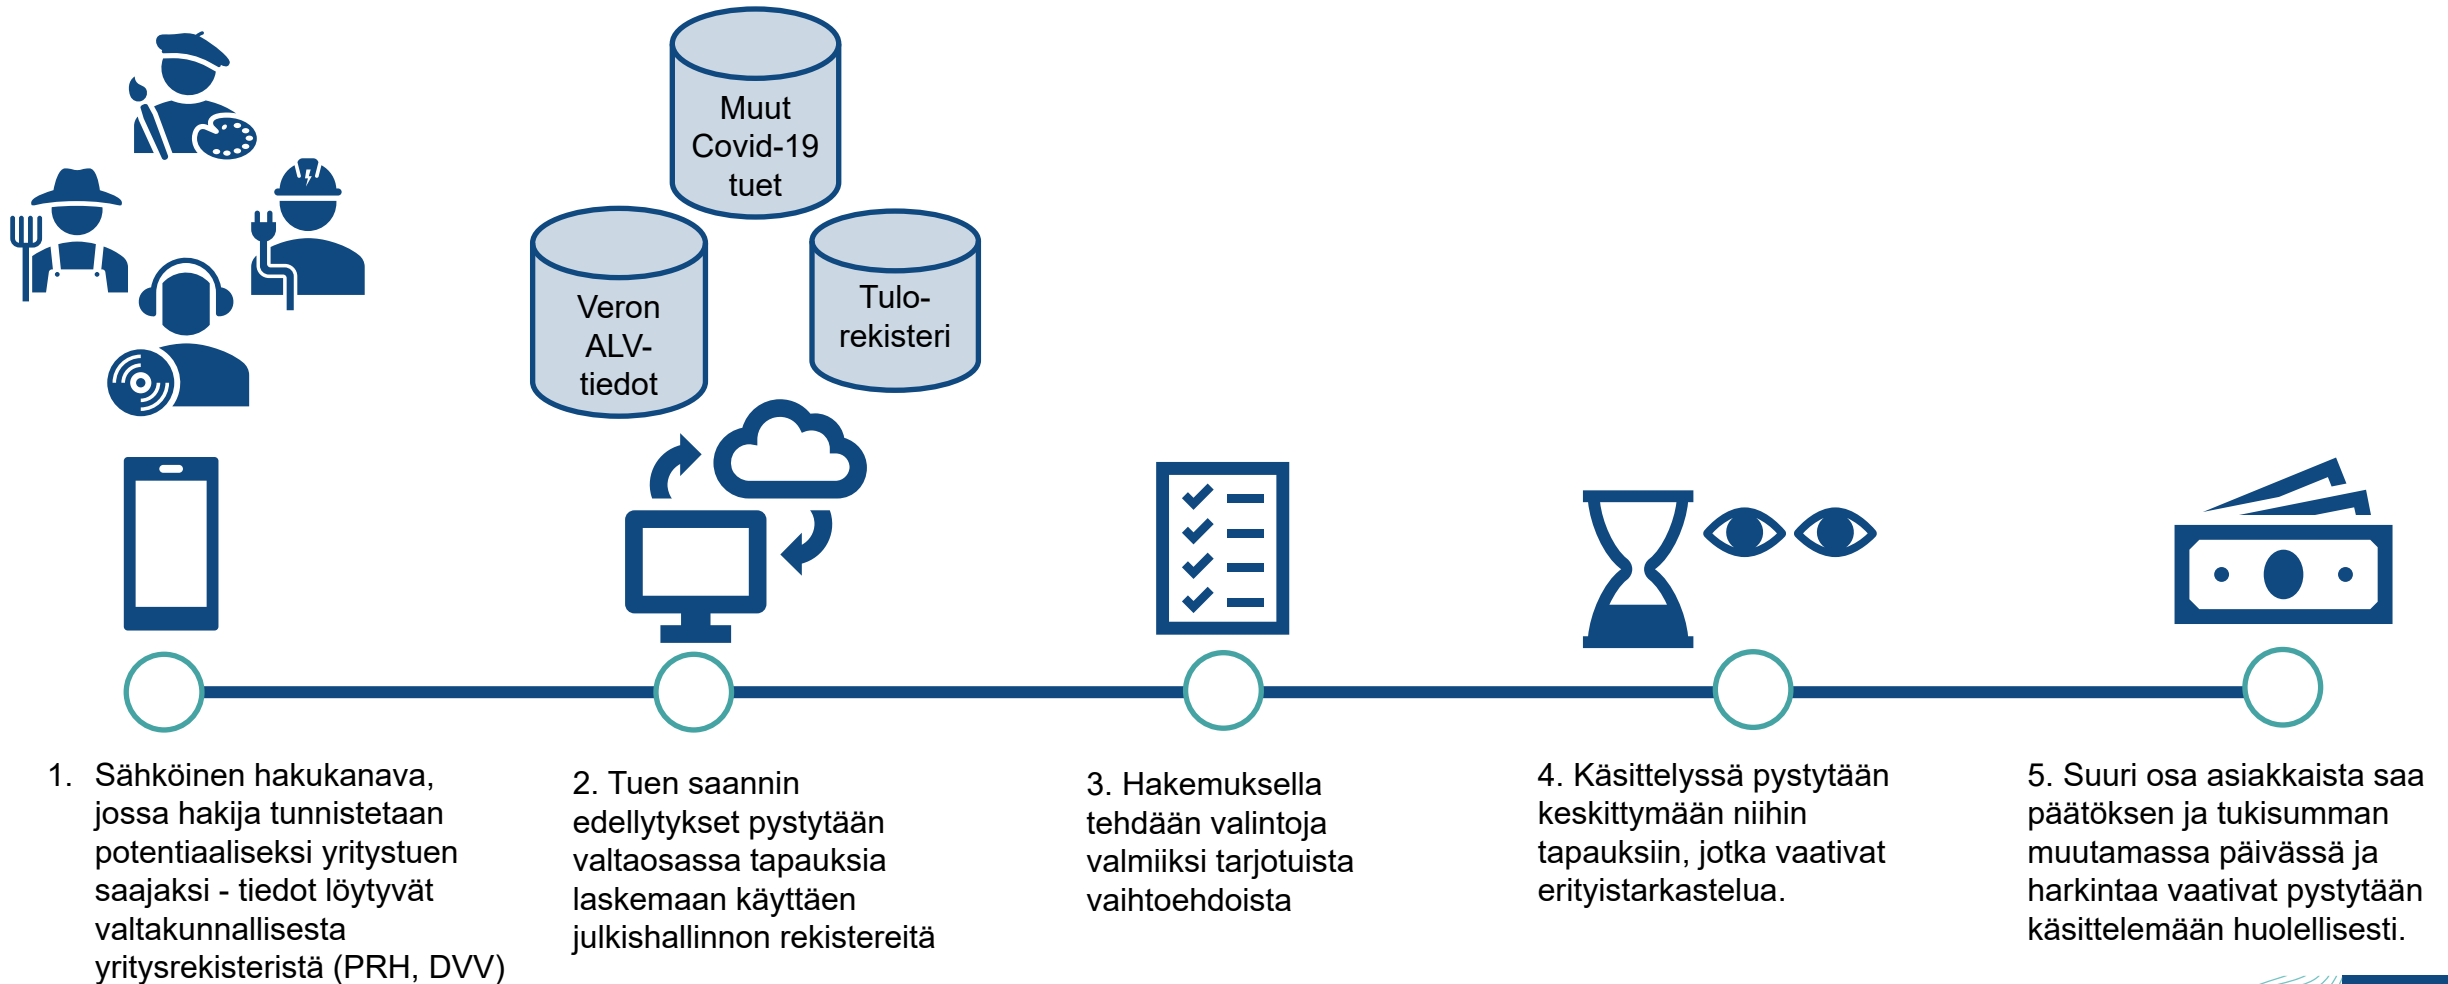 Muut
Covid-19
tuet
Veron
ALV-
tiedot
Tulo-
rekisteri
1. Sähköinen hakukanava,
jossa hakija tunnistetaan
potentiaaliseksi yritystuen
saajaksi - tiedot löytyvät
valtakunnallisesta
yritysrekisteristä (PRH, DVV)
2. Tuen saannin
edellytykset pystytään
valtaosassa tapauksia
laskemaan käyttäen
julkishallinnon rekistereitä
3. Hakemuksella
tehdään valintoja
valmiiksi tarjotuista
vaihtoehdoista
4. Käsittelyssä pystytään
keskittymään niihin
tapauksiin, jotka vaativat
erityistarkastelua.
5. Suuri osa asiakkaista saa
päätöksen ja tukisumman
muutamassa päivässä ja
harkintaa vaativat pystytään
käsittelemään huolellisesti.